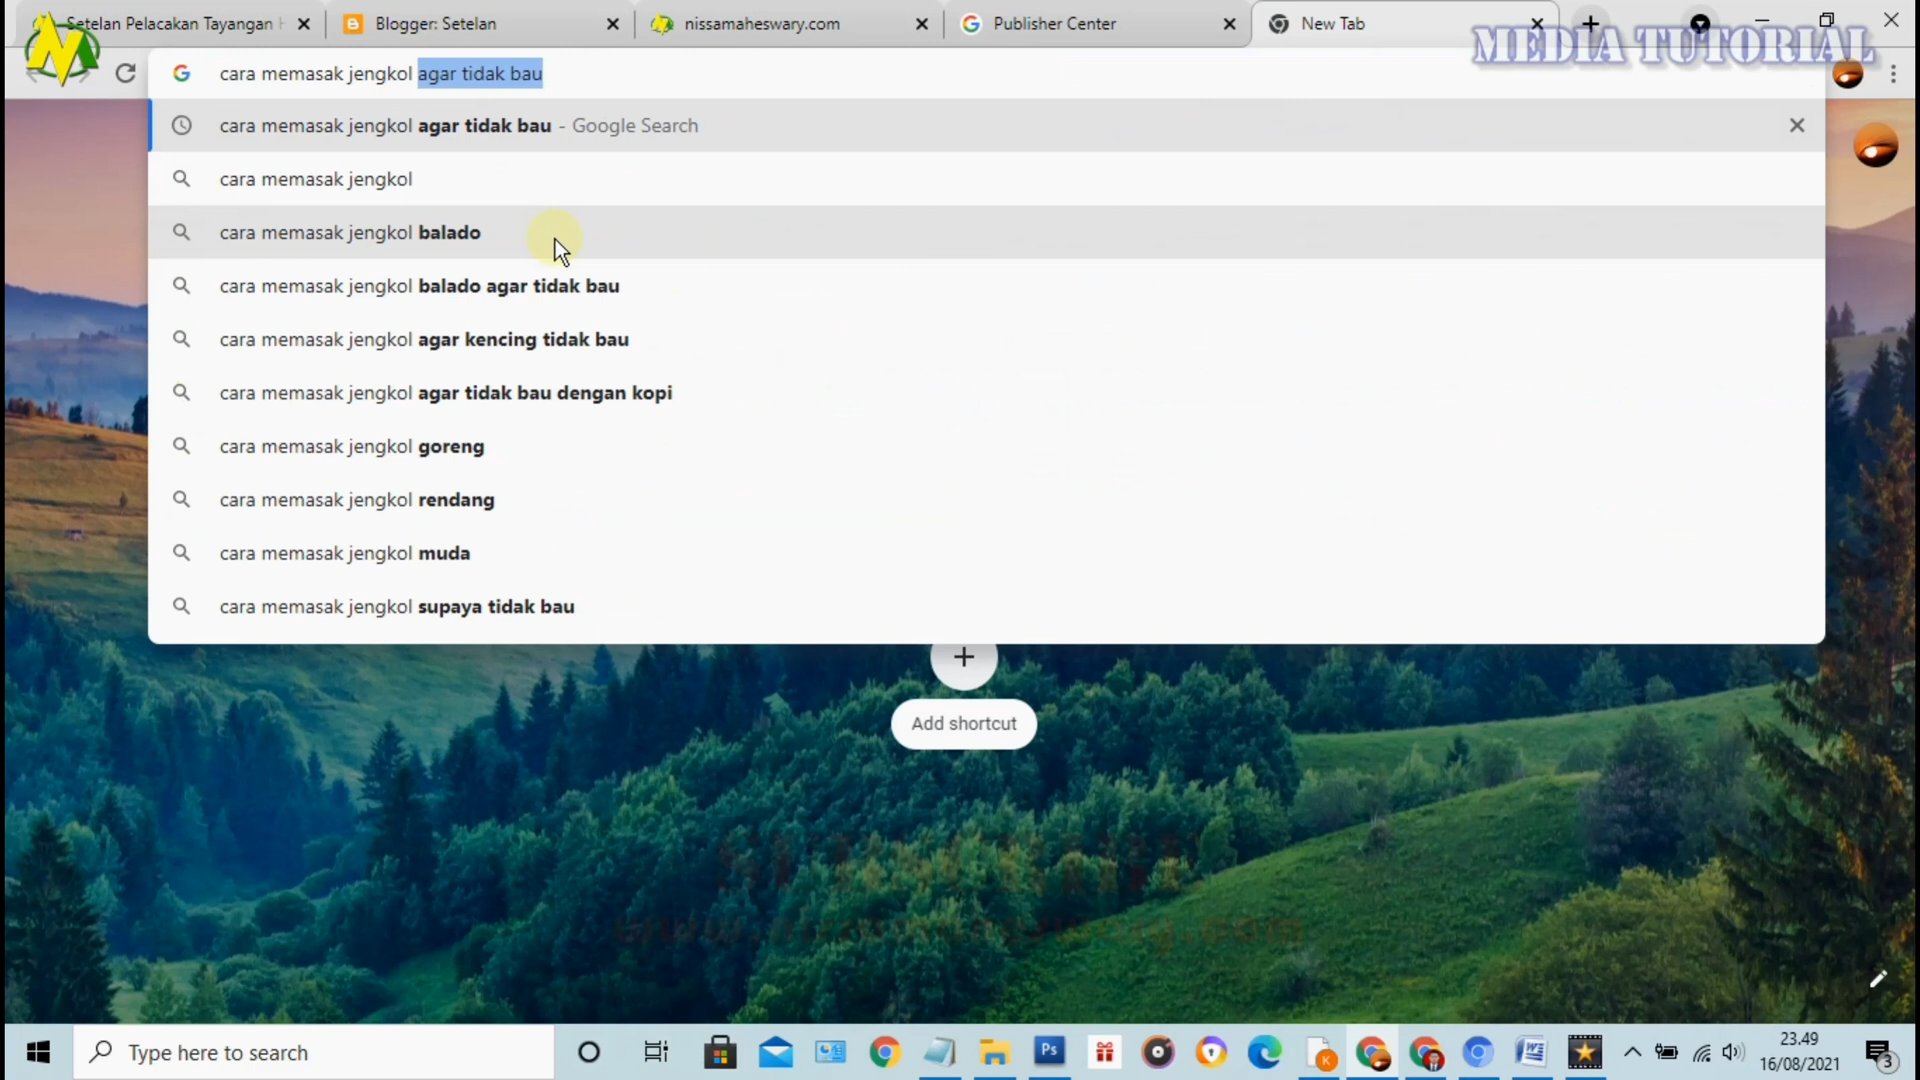 Setelan Pelacakan Tayangan
Blogger: Setelan
nissamaheswary.com
Publisher Center
New Tab
MEDIA TUTORIAL
cara memasak jengkol agar tidak bau
cara memasak jengkol agar tidak bau - Google Search
cara memasak jengkol
cara memasak jengkol balado
cara memasak jengkol balado agar tidak bau
cara memasak jengkol agar kencing tidak bau
cara memasak jengkol agar tidak bau dengan kopi
cara memasak jengkol goreng
cara memasak jengkol rendang
cara memasak jengkol muda
cara memasak jengkol supaya tidak bau
Add shortcut
Type here to search
Ps
K
W
23.49
16/08/2021
3